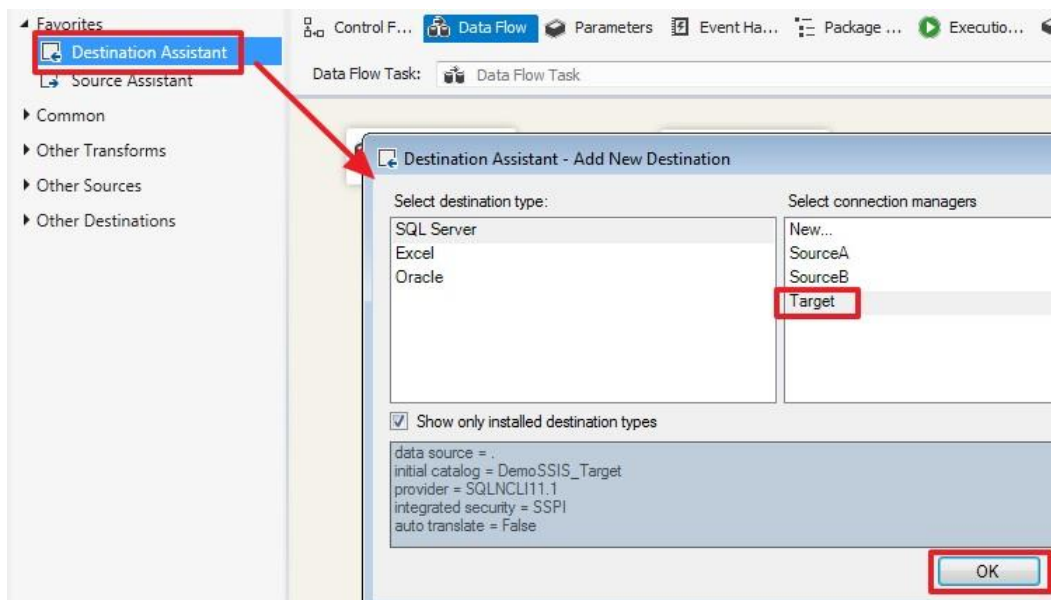 Favorites
Destination Assistant
Source Assistant
Common
Other Transforms
Other Sources
Other Destinations
Control F... Data Flow Parameters Event Ha... Package ... Executio...
Data Flow Task: Data Flow Task
Destination Assistant - Add New Destination
Select destination type:
SQL Server
Excel
Oracle
Select connection managers
New...
SourceA
SourceB
Target
Show only installed destination types
data source = .
initial catalog = DemoSSIS_Target
provider = SQLNCLI11.1
integrated security = SSPI
auto translate = False
OK